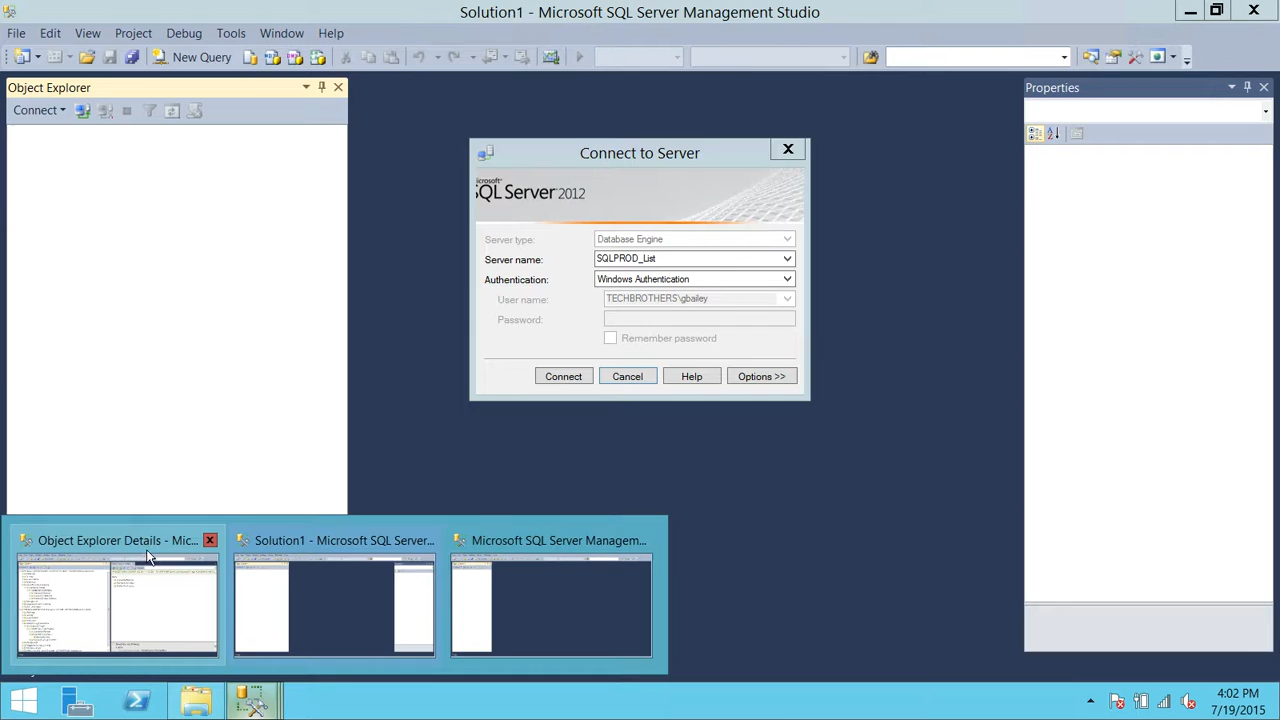 Solution1 - Microsoft SQL Server Management Studio
File Edit View Project Debug Tools Window Help
New Query
Object Explorer
Properties
Connect
Connect to Server
Microsoft
SQL Server 2012
Server type: Database Engine
Server name: SQLPROD_List
Authentication: Windows Authentication
User name: TECHBROTHERS\gbailey
Password:
Remember password
Connect Cancel Help Options >>
Object Explorer Details - Mic... Solution1 - Microsoft SQL Server... Microsoft SQL Server Managem...
4:02 PM
7/19/2015